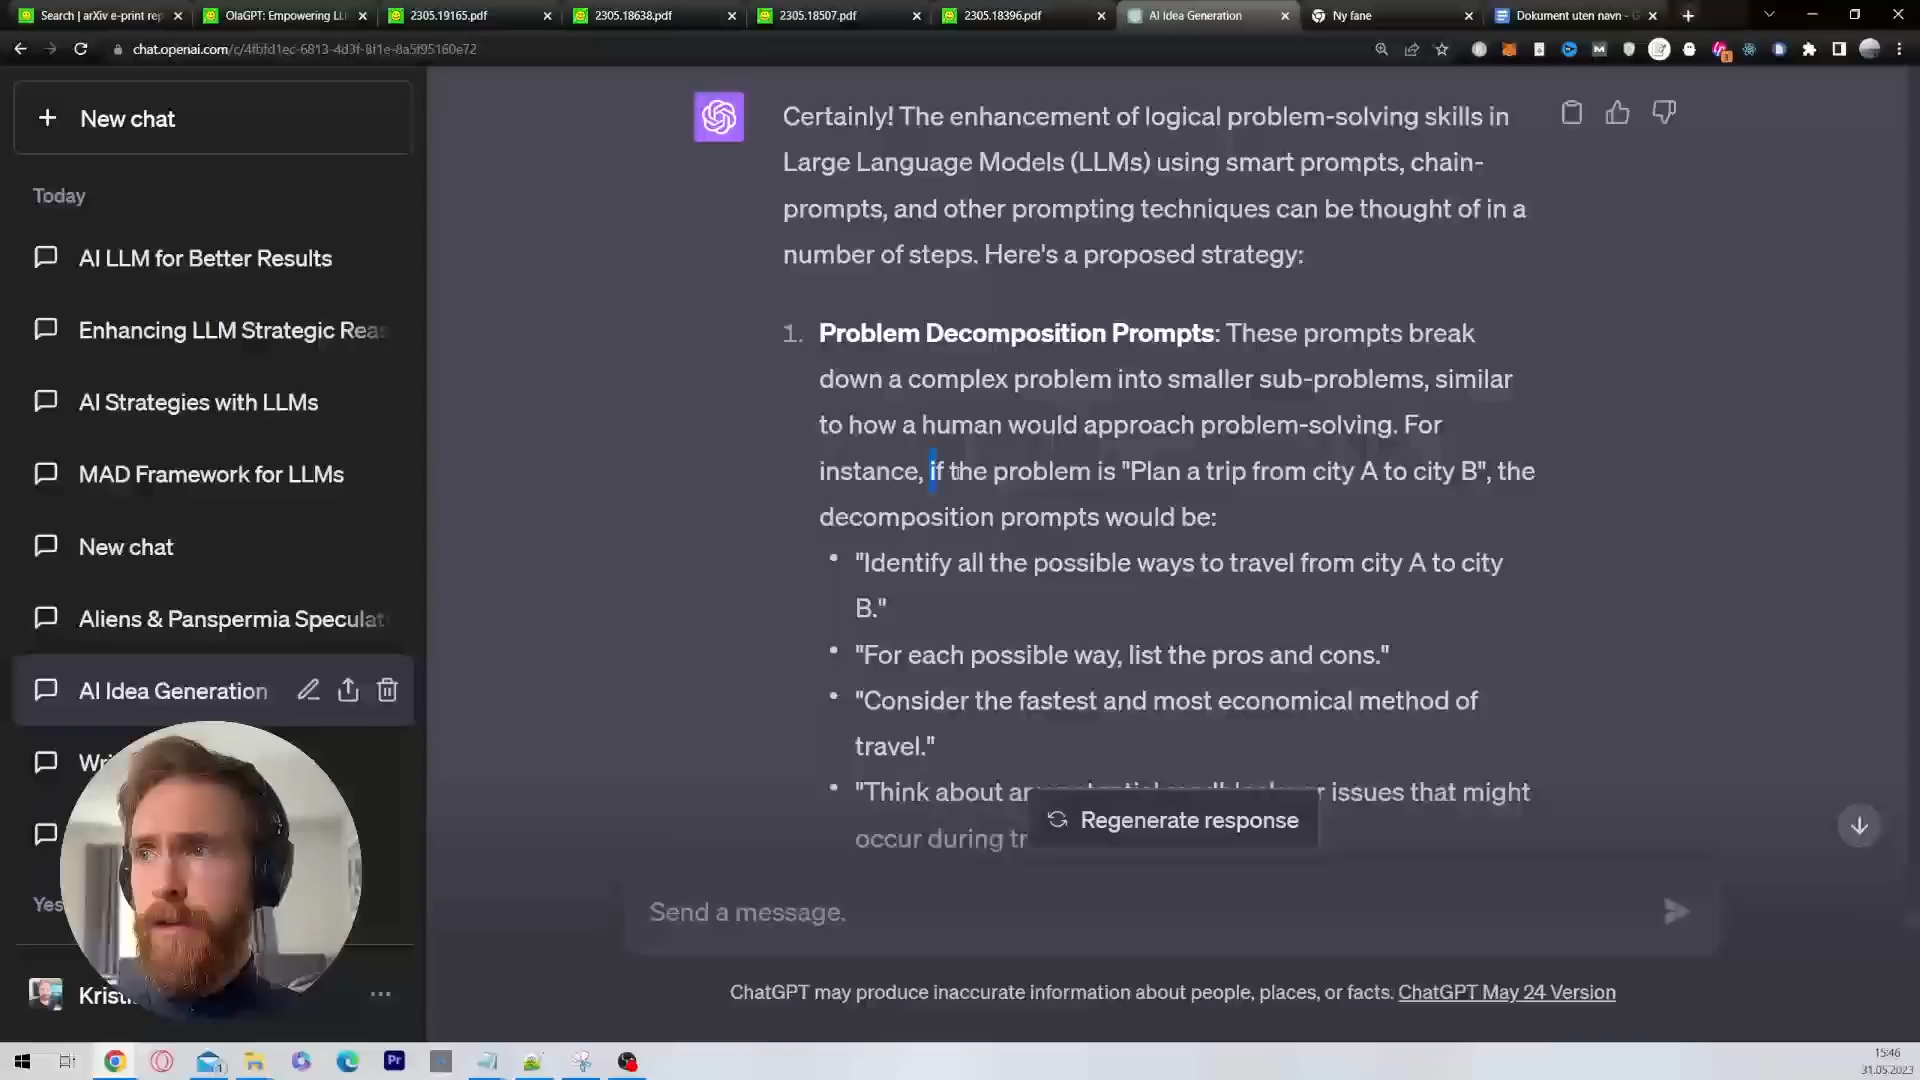 Search | arXiv e-print rep
OlaGPT: Empowering LL
2305.19165.pdf
2305.18638.pdf
2305.18507.pdf
2305.18396.pdf
AI Idea Generation
Ny fane
Dokument uten navn - G
chat.openai.com/c/4fbfd1ec-6813-4d3f-8f1e-8a5f95160e72
New chat
Today
AI LLM for Better Results
Enhancing LLM Strategic Reas
AI Strategies with LLMs
MAD Framework for LLMs
New chat
Aliens & Panspermia Speculat
AI Idea Generation
Wri
Yes
Kristi
Certainly! The enhancement of logical problem-solving skills in
Large Language Models (LLMs) using smart prompts, chain-
prompts, and other prompting techniques can be thought of in a
number of steps. Here's a proposed strategy:
1. Problem Decomposition Prompts: These prompts break
down a complex problem into smaller sub-problems, similar
to how a human would approach problem-solving. For
instance, if the problem is "Plan a trip from city A to city B", the
decomposition prompts would be:
• "Identify all the possible ways to travel from city A to city
B."
• "For each possible way, list the pros and cons."
• "Consider the fastest and most economical method of
travel."
• "Think about any potential roadblocks or issues that might
occur during tr
Regenerate response
Send a message.
ChatGPT may produce inaccurate information about people, places, or facts. ChatGPT May 24 Version
Pr
15:46
31.05.2023